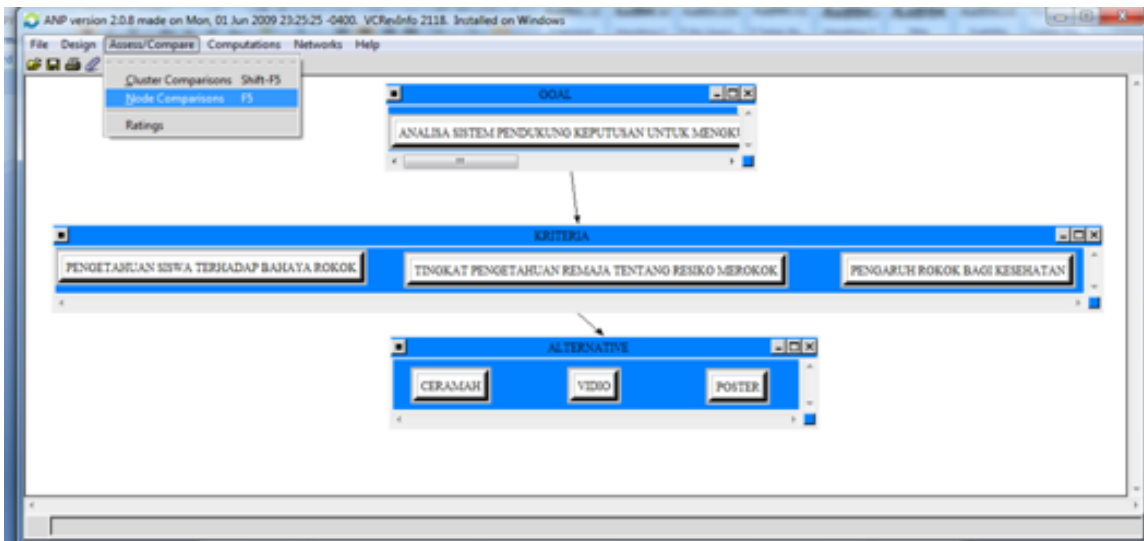 ANP version 2.0.8 made on Mon, 01 Jun 2009 23:25:25 -0400. VCRevInfo 2118. Installed on Windows
File Design Assess/Compare Computations Networks Help
Cluster Comparisons Shift-F5
Node Comparisons F5
Ratings
GOAL
ANALISA SISTEM PENDUKUNG KEPUTUSAN UNTUK MENGKU
KRITERIA
PENGETAHUAN SISWA TERHADAP BAHAYA ROKOK
TINGKAT PENGETAHUAN REMAJA TENTANG RESIKO MEROKOK
PENGARUH ROKOK BAGI KESEHATAN
ALTERNATIVE
CERAMAH
VIDIO
POSTER